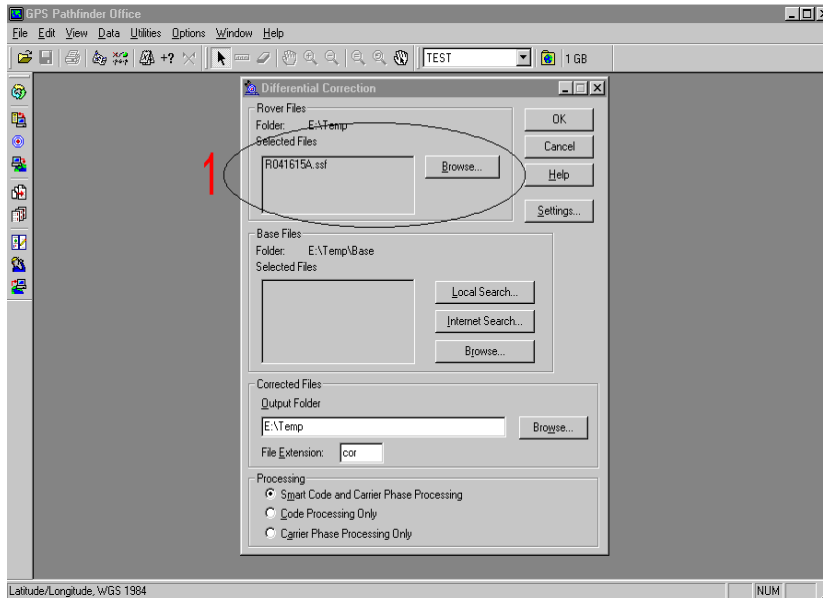 GPS Pathfinder Office
File Edit View Data Utilities Options Window Help
+? TEST 1 GB
Differential Correction
Rover Files
Folder: E:\Temp
Selected Files
R041615A.ssf
Browse...
OK
Cancel
Help
Settings...
1
Base Files
Folder: E:\Temp\Base
Selected Files
Local Search...
Internet Search...
Browse...
Corrected Files
Output Folder
E:\Temp
Browse...
File Extension: cor
Processing
Smart Code and Carrier Phase Processing
Code Processing Only
Carrier Phase Processing Only
Latitude/Longitude, WGS 1984
NUM